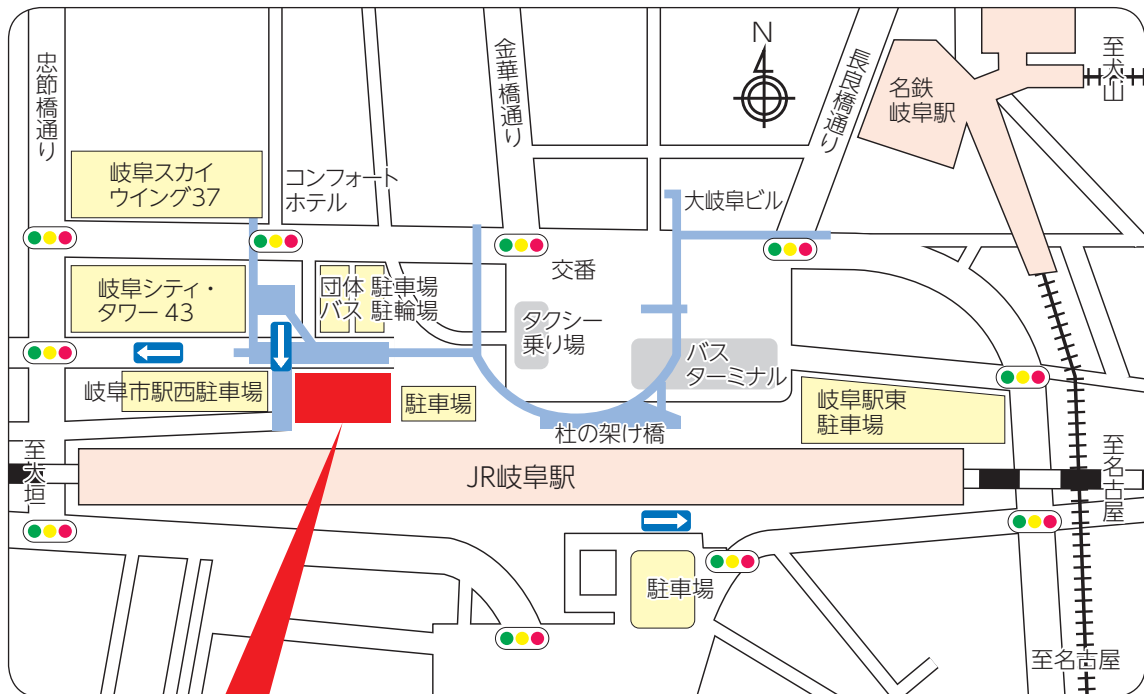 忠節橋通り
金華橋通り
N
長良橋通り
名鉄
岐阜駅
至犬山
岐阜スカイ
ウイング37
コンフォート
ホテル
大岐阜ビル
交番
岐阜シティ・
タワー 43
団体 駐車場
バス 駐輪場
タクシー
乗り場
バス
ターミナル
岐阜市駅西駐車場
駐車場
岐阜駅東
駐車場
杜の架け橋
至大垣
JR岐阜駅
至名古屋
駐車場
至名古屋